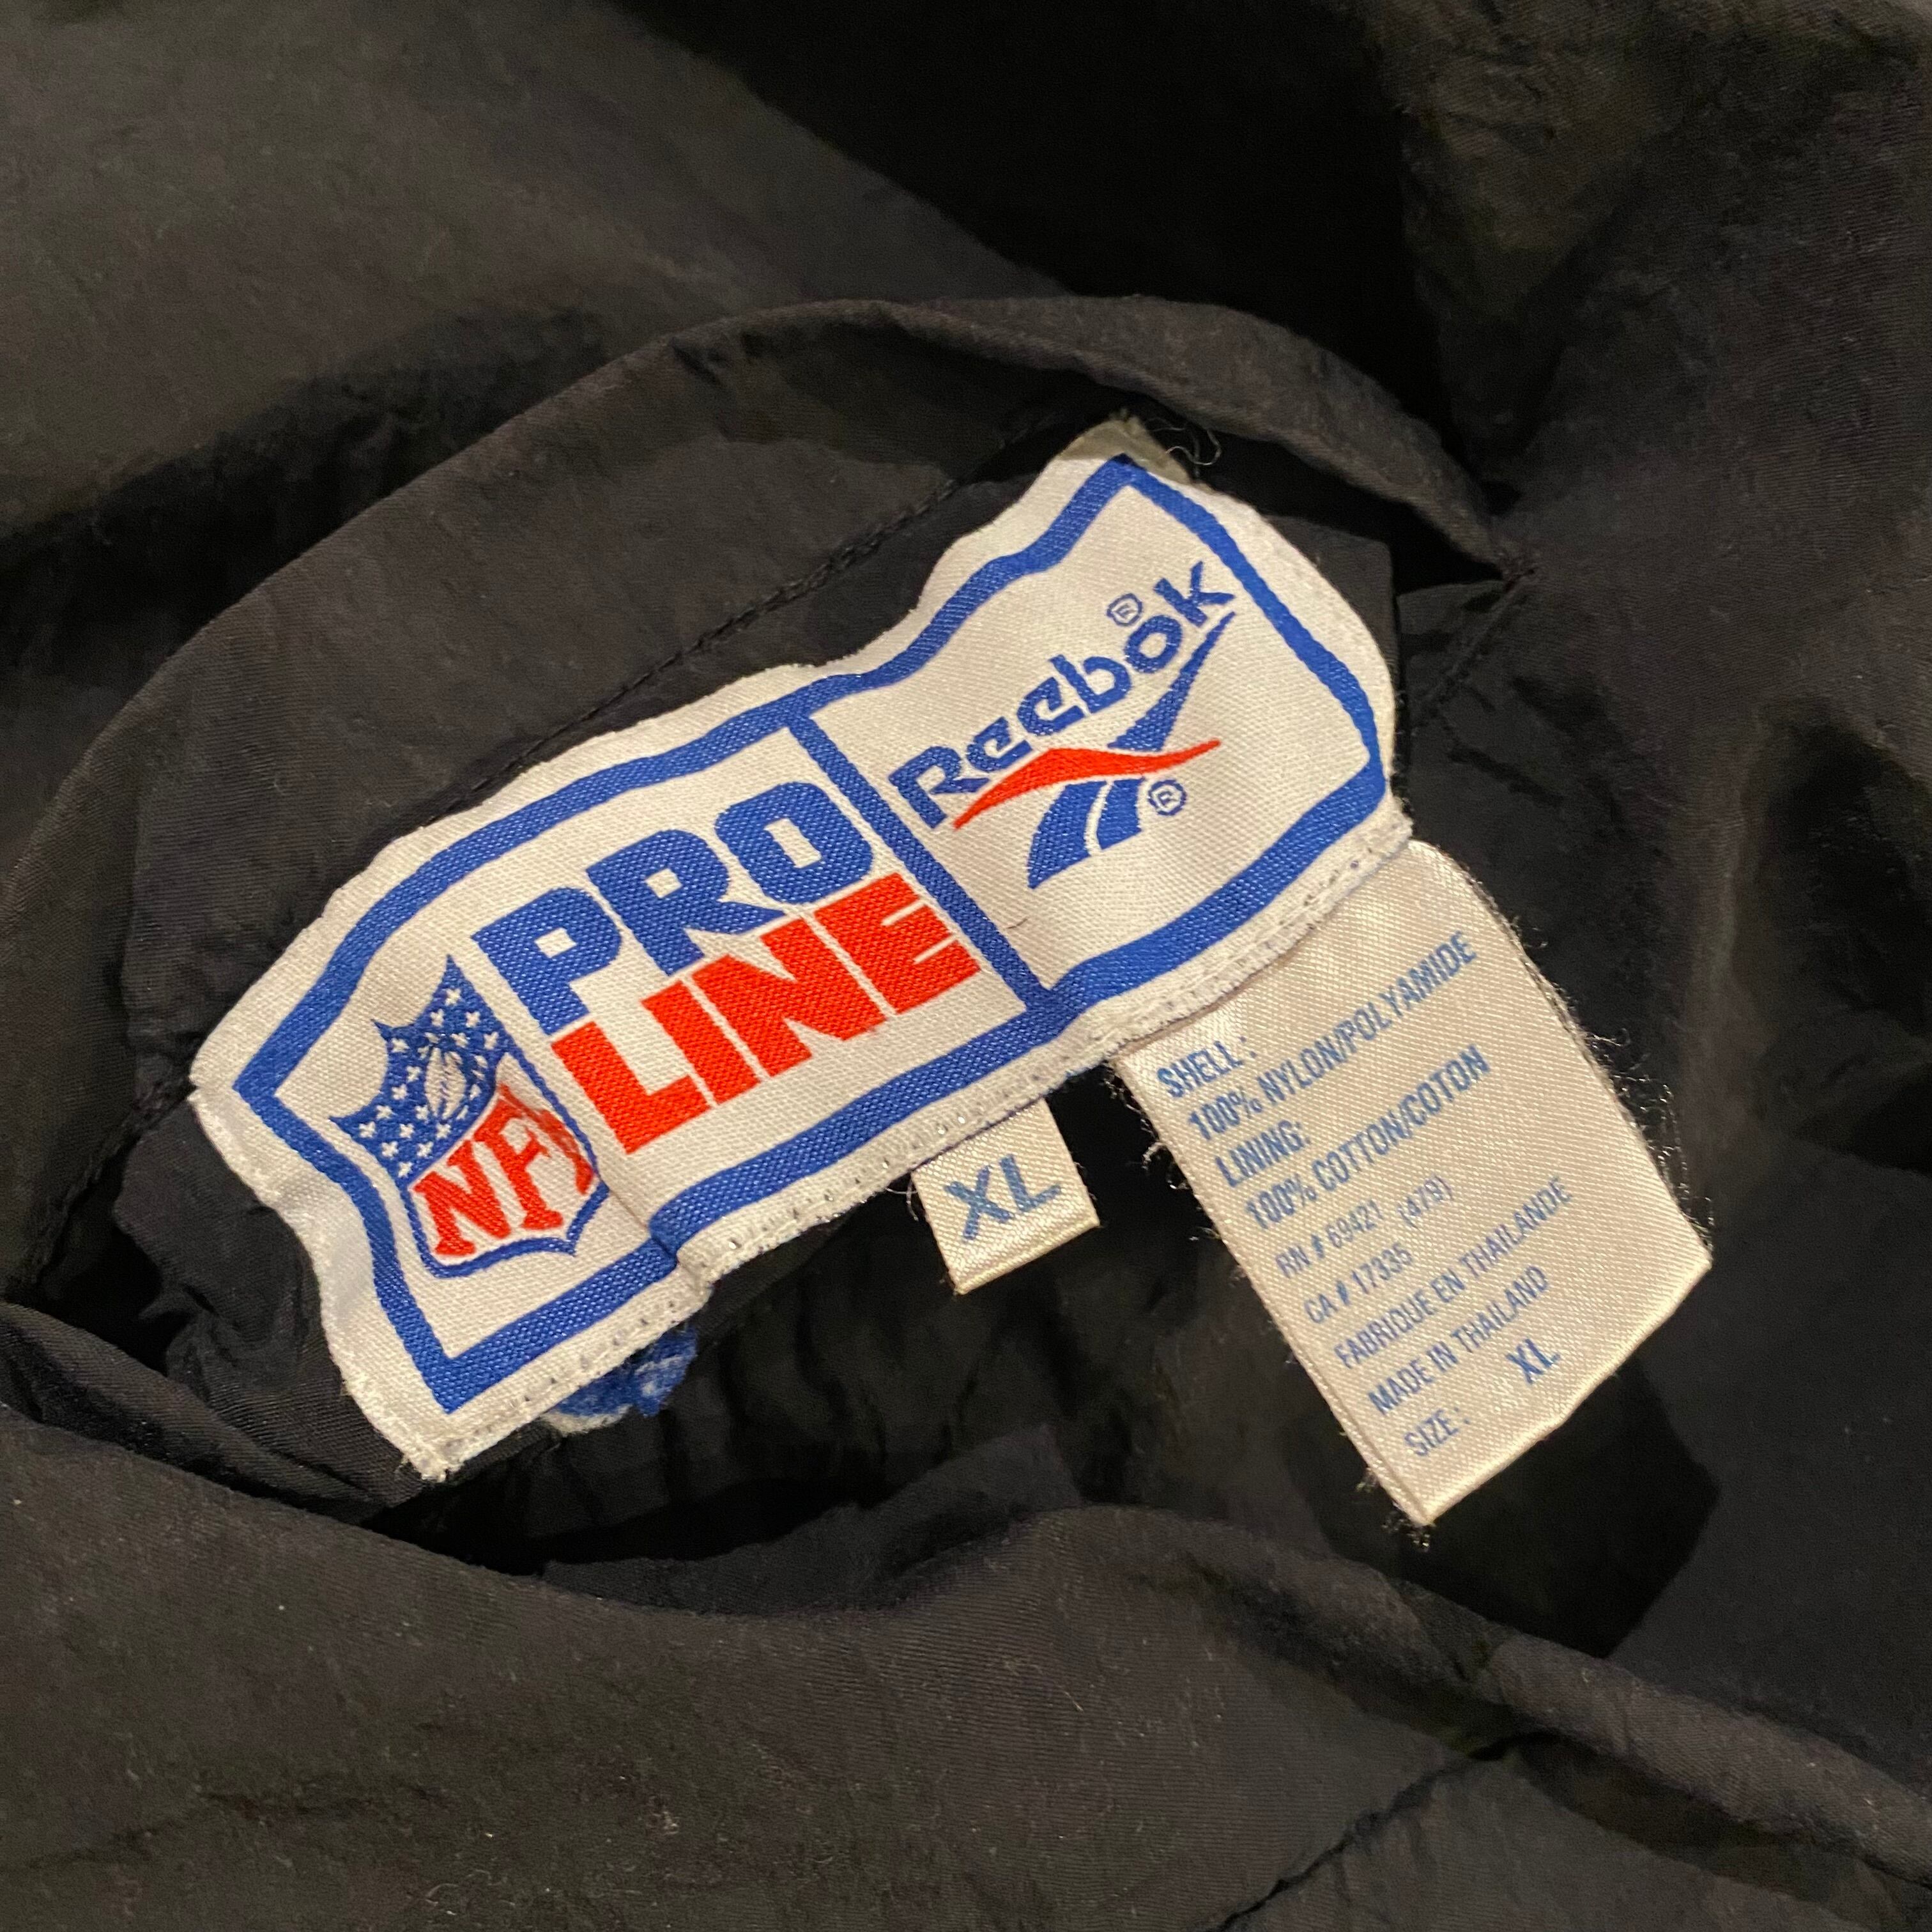 NFL
PRO
LINE
Reebok®
®
XL
SHELL:
100% NYLON/POLYAMIDE
LINING:
100% COTTON/COTON
RN # 69421 (479)
CA # 17335
FABRIQUE EN THAILANDE
MADE IN THAILAND
SIZE: XL